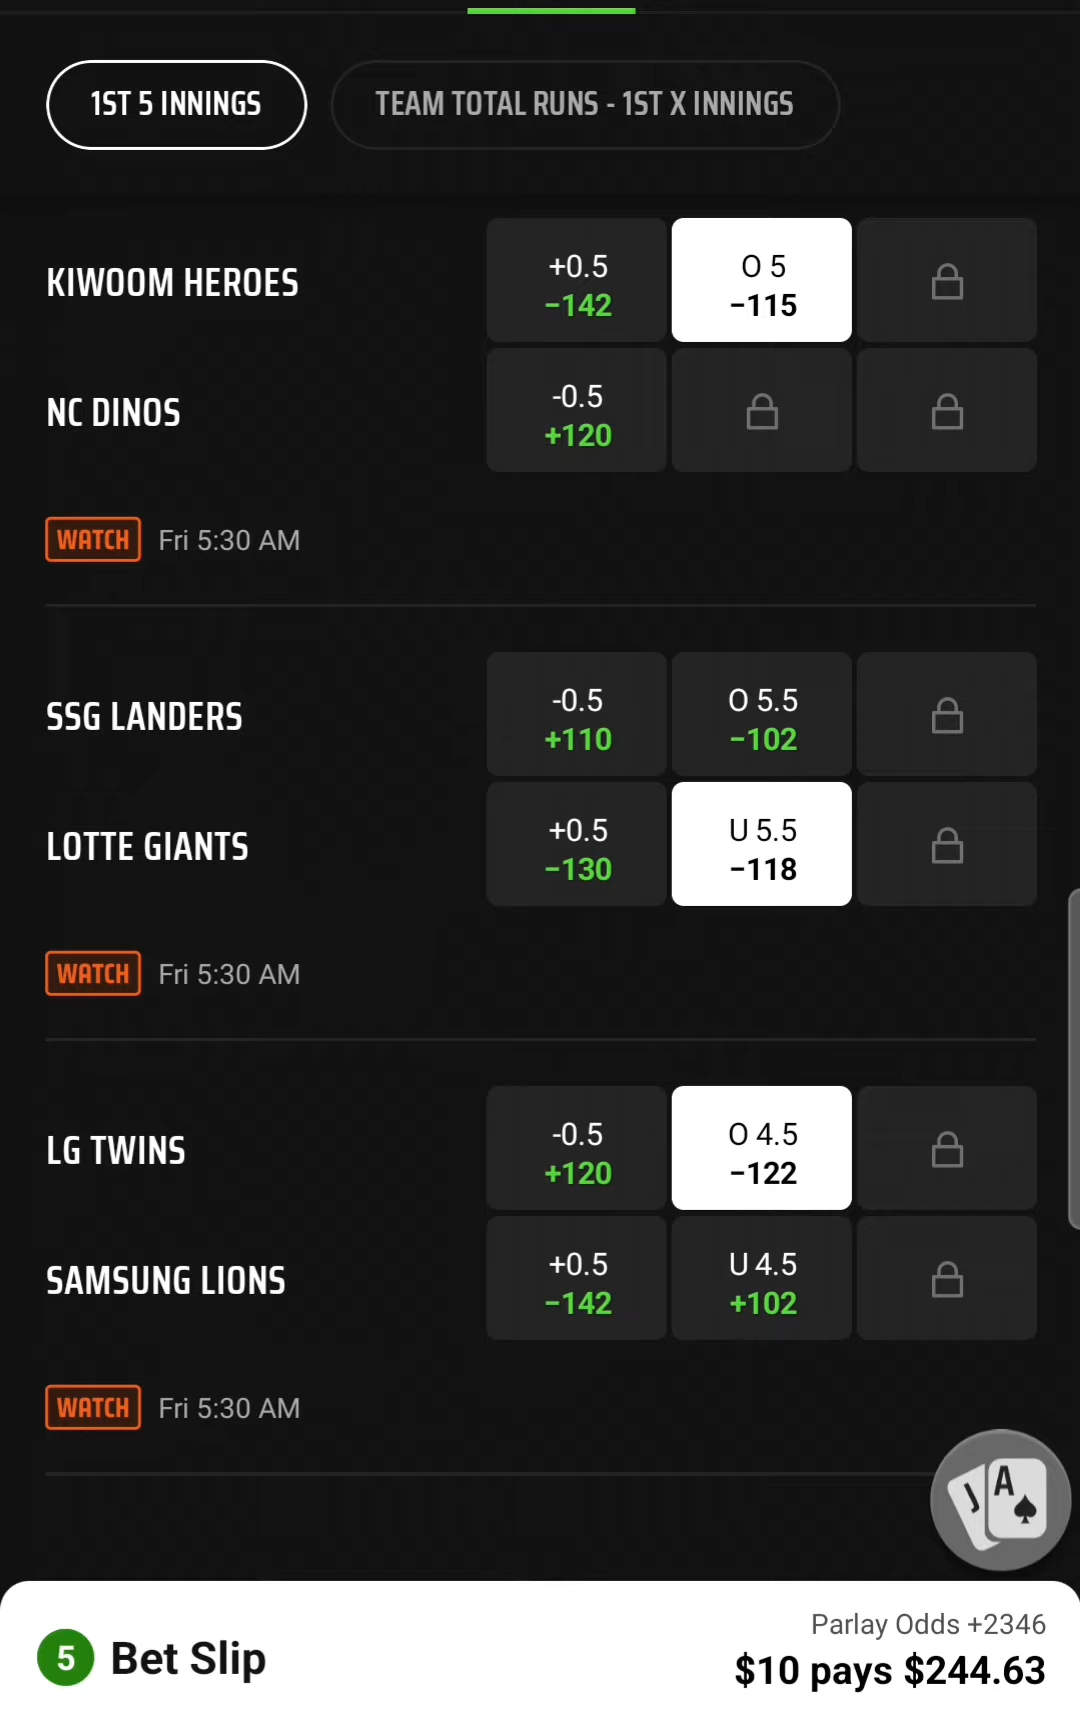 1ST 5 INNINGS
TEAM TOTAL RUNS - 1ST X INNINGS
KIWOOM HEROES
+0.5
−142
O 5
−115
NC DINOS
-0.5
+120
WATCH Fri 5:30 AM
SSG LANDERS
-0.5
+110
O 5.5
−102
LOTTE GIANTS
+0.5
−130
U 5.5
−118
WATCH Fri 5:30 AM
LG TWINS
-0.5
+120
O 4.5
−122
SAMSUNG LIONS
+0.5
−142
U 4.5
+102
WATCH Fri 5:30 AM
J A
5 Bet Slip
Parlay Odds +2346
$10 pays $244.63